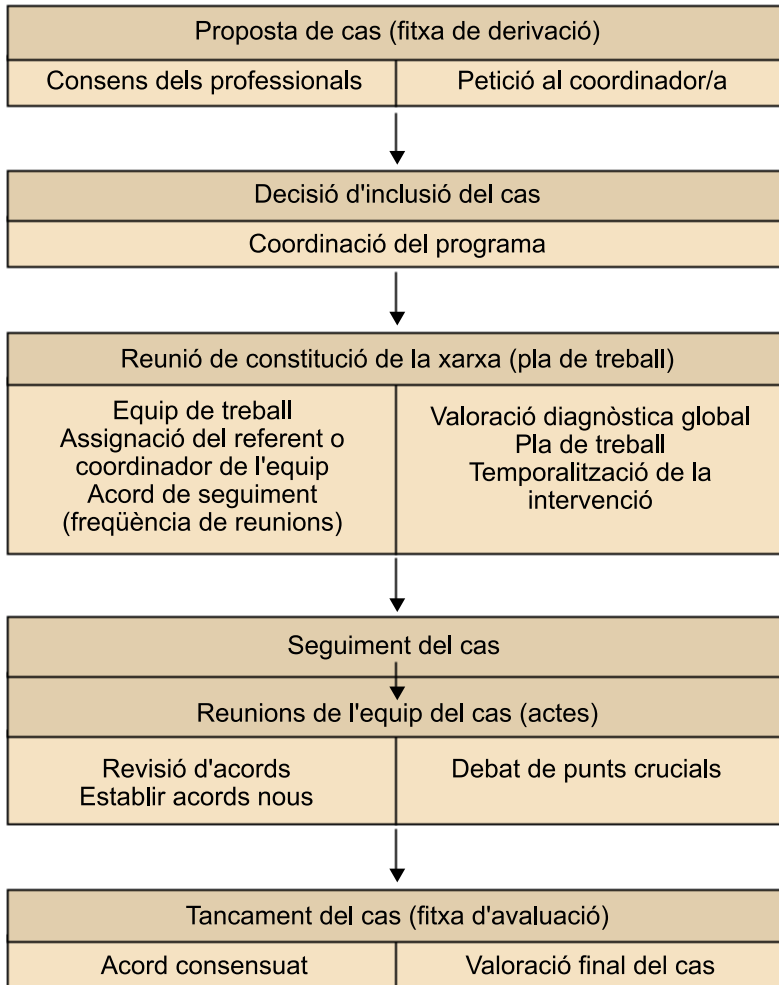 Proposta de cas (fitxa de derivació)
Consens dels professionals
Petició al coordinador/a
Decisió d'inclusió del cas
Coordinació del programa
Reunió de constitució de la xarxa (pla de treball)
Equip de treball
Assignació del referent o
coordinador de l'equip
Acord de seguiment
(freqüència de reunions)
Valoració diagnòstica global
Pla de treball
Temporalització de la
intervenció
Seguiment del cas
Reunions de l'equip del cas (actes)
Revisió d'acords
Establir acords nous
Debat de punts crucials
Tancament del cas (fitxa d'avaluació)
Acord consensuat
Valoració final del cas